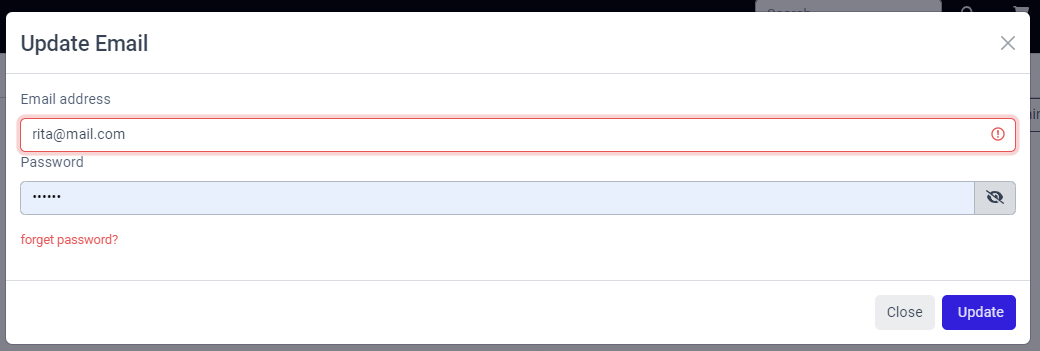 Update Email
Email address
rita@mail.com
Password
••••••
forget password?
Close
Update